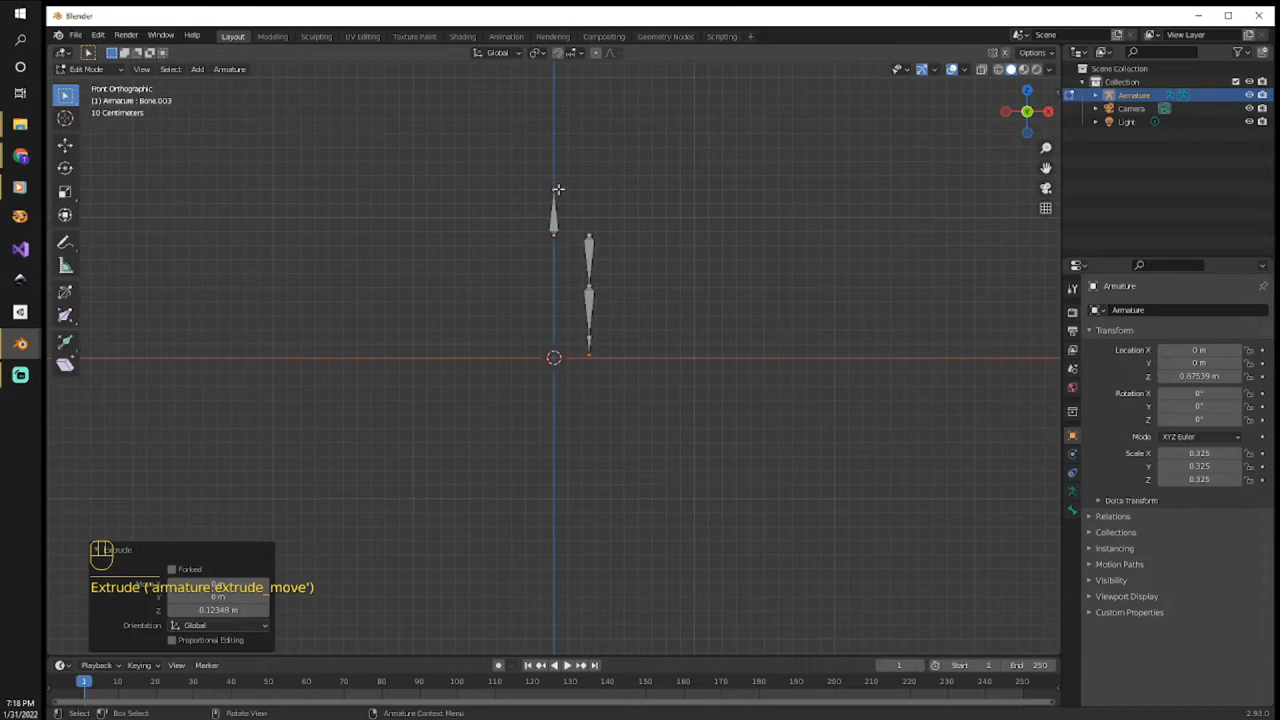 Blender
File Edit Render Window Help Layout Modeling Sculpting UV Editing Texture Paint Shading Animation Rendering Compositing Geometry Nodes Scripting + Scene View Layer
Global Options
Edit Mode View Select Add Armature
Front Orthographic
(1) Armature : Bone.003
10 Centimeters
Z
Y
X
Scene Collection
Collection
Armature
Camera
Light
Armature
Armature
Transform
Location X 0 m
Y 0 m
Z 0.87539 m
Rotation X 0°
Y 0°
Z 0°
Mode XYZ Euler
Scale X 0.325
Y 0.325
Z 0.325
Delta Transform
Relations
Collections
Instancing
Motion Paths
Visibility
Viewport Display
Custom Properties
Forked
Extrude ('armature.extrude_move')
Y 0 m
Z -0.12348 m
Orientation Global
Proportional Editing
Playback Keying View Marker 1 Start 1 End 250
1 10 20 30 40 50 60 70 80 90 100 110 120 130 140 150 160 170 180 190 200 210 220 230 240 250
Select Box Select Rotate View Armature Context Menu 2.93.0
7:18 PM
1/31/2022